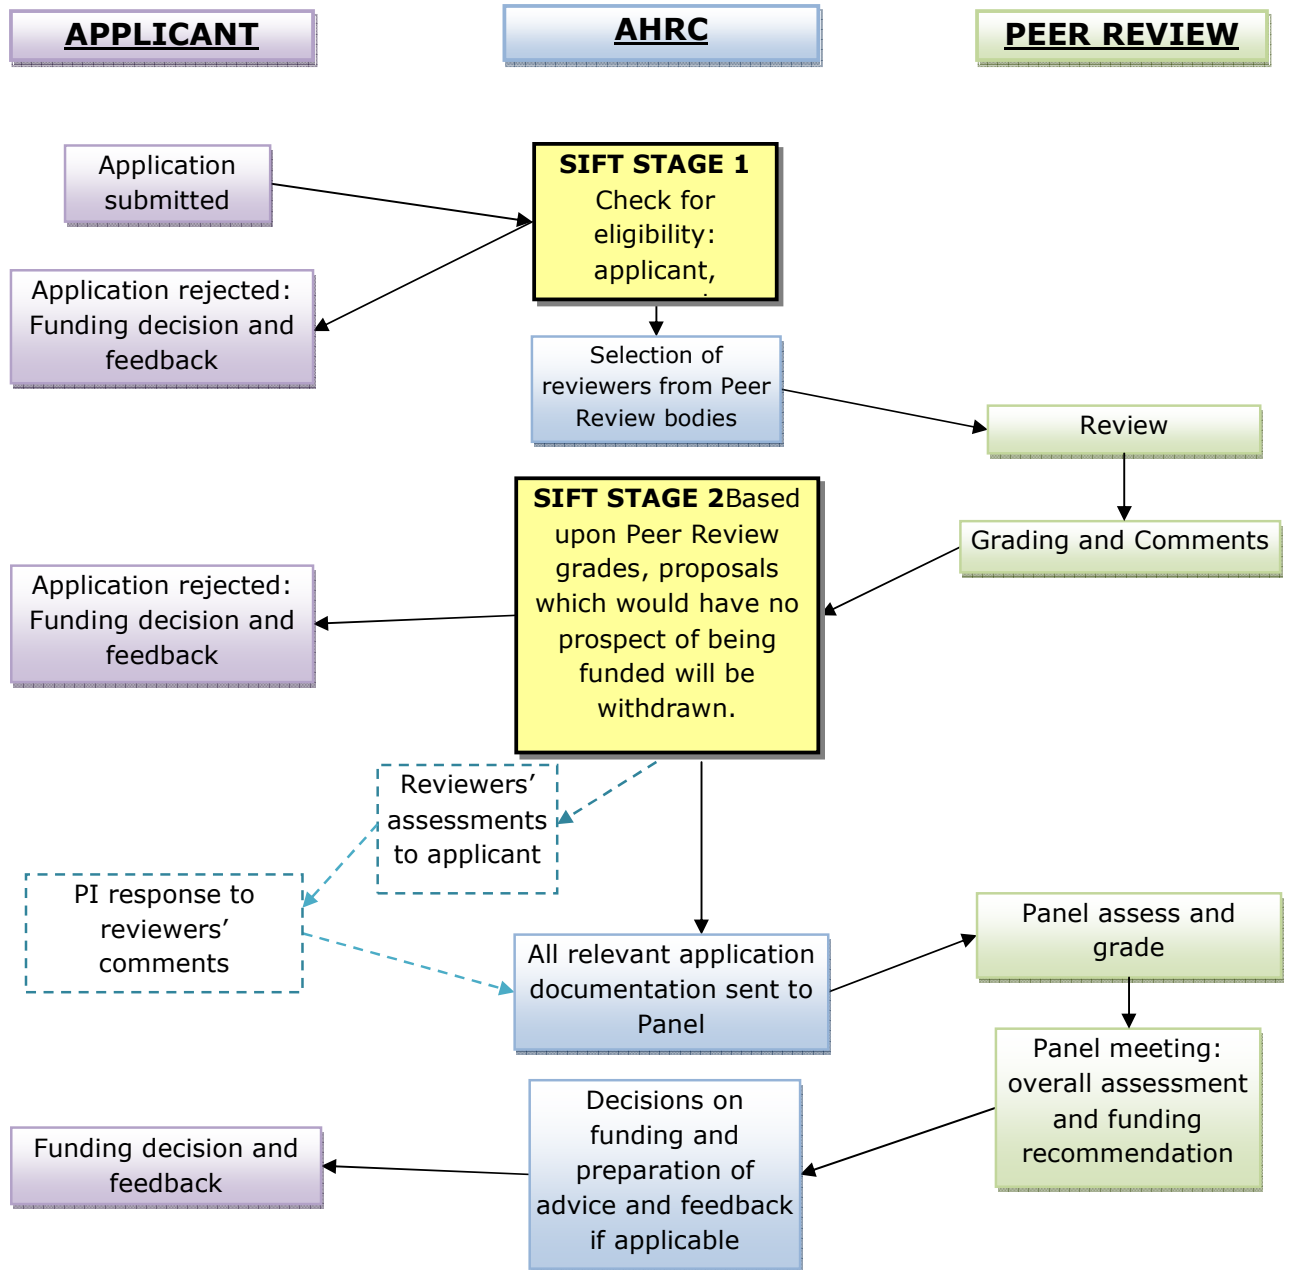 APPLICANT
AHRC
PEER REVIEW
Application
submitted
SIFT STAGE 1
Check for
eligibility:
applicant,
Application rejected:
Funding decision and
feedback
Selection of
reviewers from Peer
Review bodies
Review
Grading and Comments
SIFT STAGE 2Based
upon Peer Review
grades, proposals
which would have no
prospect of being
funded will be
withdrawn.
Application rejected:
Funding decision and
feedback
Reviewers’
assessments
to applicant
PI response to
reviewers’
comments
All relevant application
documentation sent to
Panel
Panel assess and
grade
Panel meeting:
overall assessment
and funding
recommendation
Decisions on
funding and
preparation of
advice and feedback
if applicable
Funding decision and
feedback